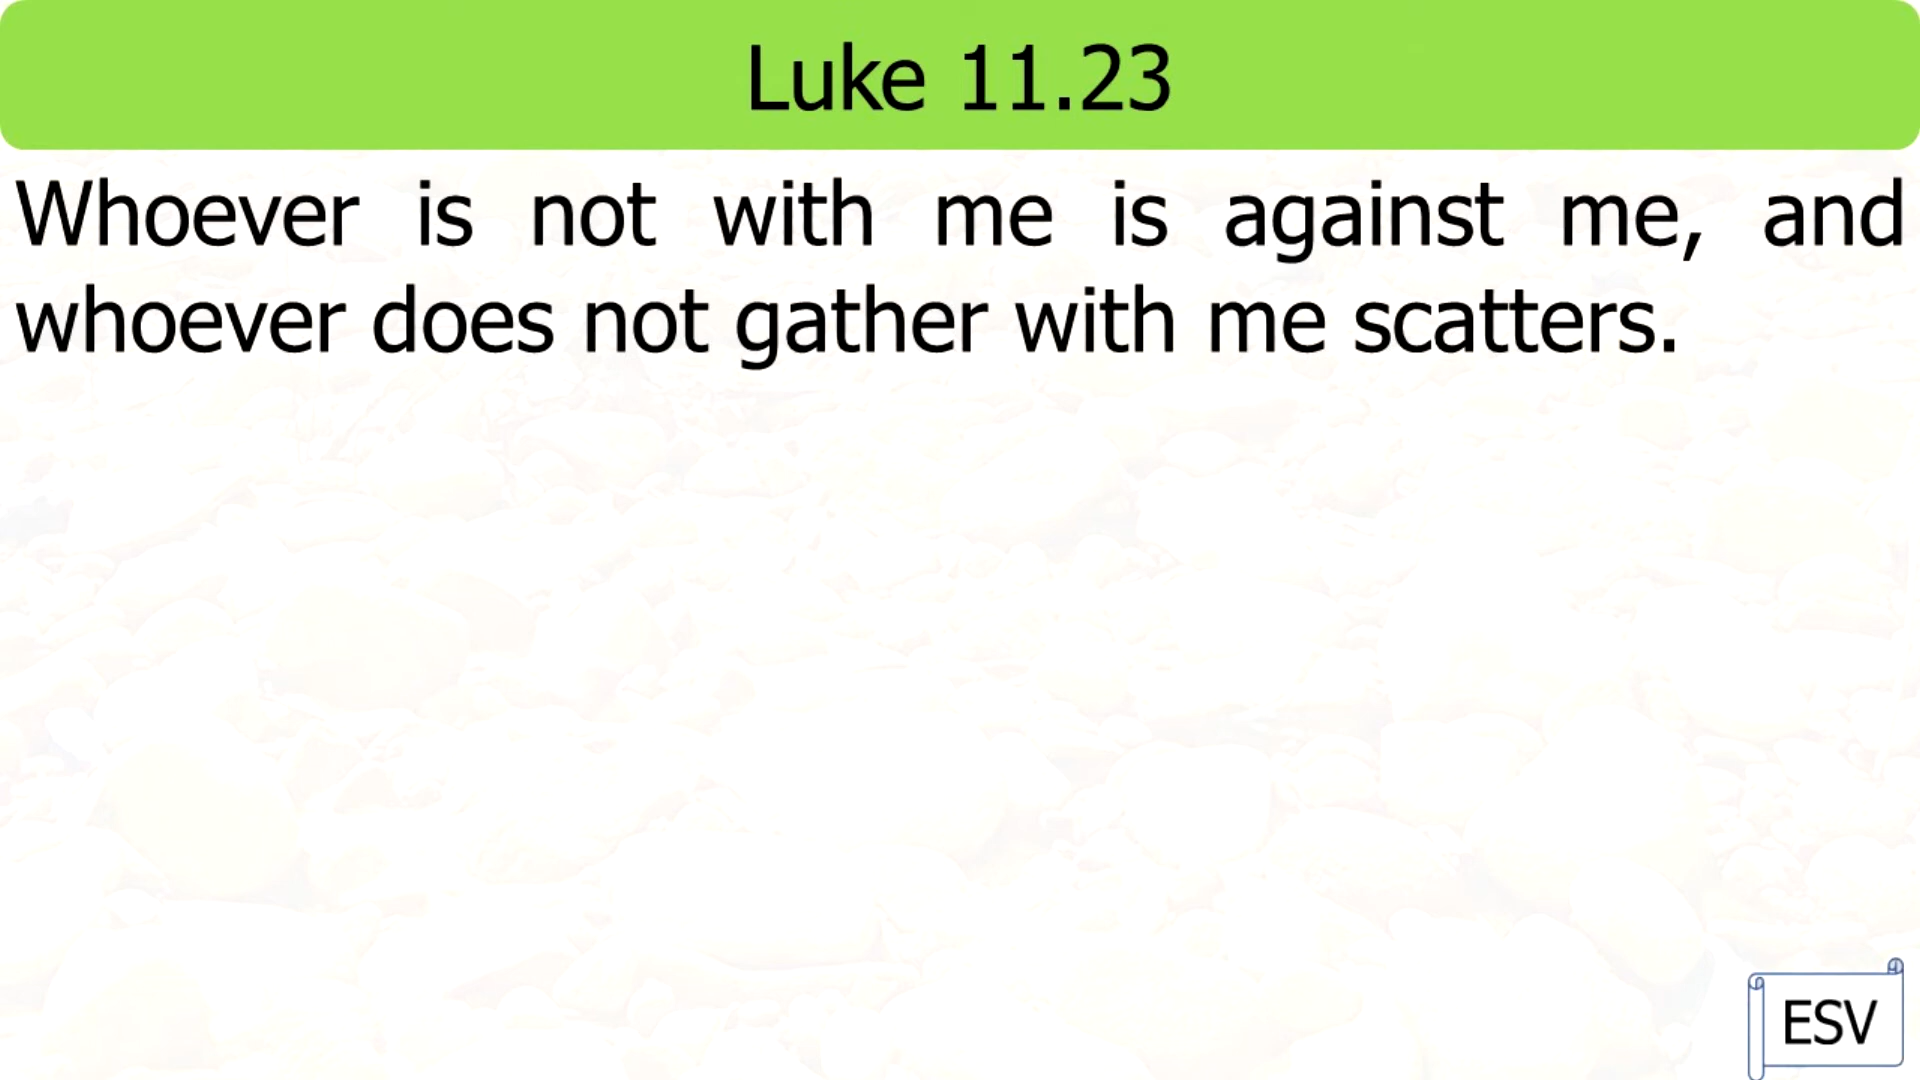 Luke 11.23
Whoever is not with me is against me, and
whoever does not gather with me scatters.
ESV